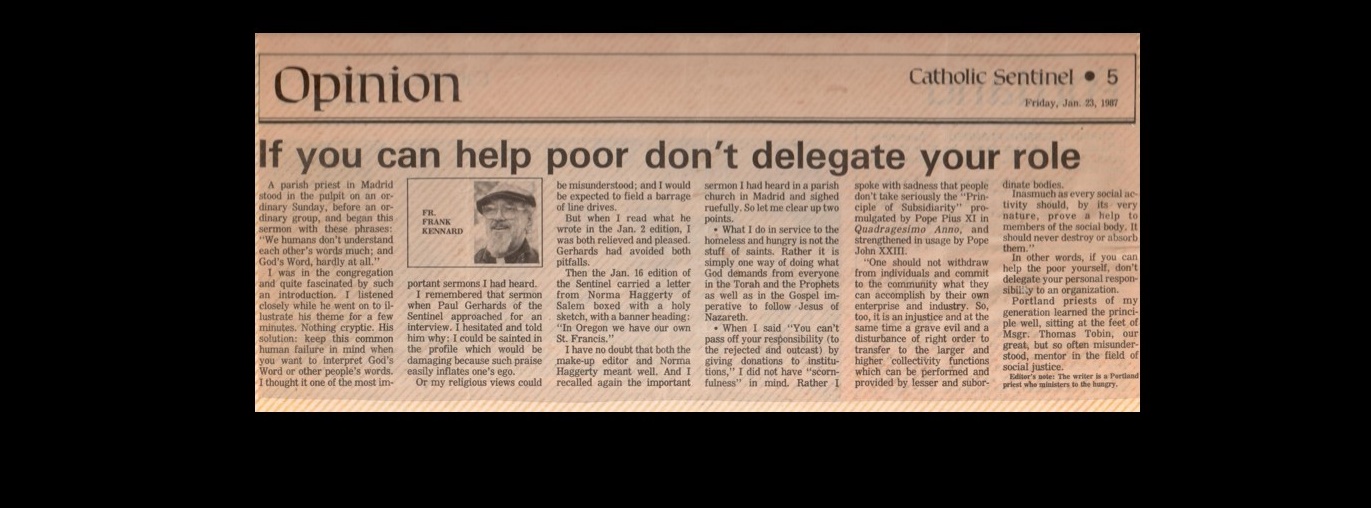 Opinion
Catholic Sentinel • 5
Friday, Jan. 23, 1987
If you can help poor don't delegate your role
A parish priest in Madrid
stood in the pulpit on an or-
dinary Sunday, before an or-
dinary group, and began this
sermon with these phrases:
"We humans don't understand
each other's words much; and
God's Word, hardly at all."
I was in the congregation
and quite fascinated by such
an introduction. I listened
closely while he went on to il-
lustrate his theme for a few
minutes. Nothing cryptic. His
solution: keep this common
human failure in mind when
you want to interpret God's
Word or other people's words.
I thought it one of the most im-
FR.
FRANK
KENNARD
portant sermons I had heard.
I remembered that sermon
when Paul Gerhards of the
Sentinel approached for an
interview. I hesitated and told
him why: I could be sainted in
the profile which would be
damaging because such praise
easily inflates one's ego.
Or my religious views could
be misunderstood; and I would
be expected to field a barrage
of line drives.
But when I read what he
wrote in the Jan. 2 edition, I
was both relieved and pleased.
Gerhards had avoided both
pitfalls.
Then the Jan. 16 edition of
the Sentinel carried a letter
from Norma Haggerty of
Salem boxed with a holy
sketch, with a banner heading:
"In Oregon we have our own
St. Francis."
I have no doubt that both the
make-up editor and Norma
Haggerty meant well. And I
recalled again the important
sermon I had heard in a parish
church in Madrid and sighed
ruefully. So let me clear up two
points.
• What I do in service to the
homeless and hungry is not the
stuff of saints. Rather it is
simply one way of doing what
God demands from everyone
in the Torah and the Prophets
as well as in the Gospel im-
perative to follow Jesus of
Nazareth.
• When I said "You can't
pass off your responsibility (to
the rejected and outcast) by
giving donations to institu-
tions," I did not have "scorn-
fulness" in mind. Rather I
spoke with sadness that people
don't take seriously the "Prin-
ciple of Subsidiarity" pro-
mulgated by Pope Pius XI in
Quadragesimo Anno, and
strengthened in usage by Pope
John XXIII.
"One should not withdraw
from individuals and commit
to the community what they
can accomplish by their own
enterprise and industry. So,
too, it is an injustice and at the
same time a grave evil and a
disturbance of right order to
transfer to the larger and
higher collectivity functions
which can be performed and
provided by lesser and subor-
dinate bodies.
Inasmuch as every social ac-
tivity should, by its very
nature, prove a help to
members of the social body. It
should never destroy or absorb
them."
In other words, if you can
help the poor yourself, don't
delegate your personal respon-
sibility to an organization.
Portland priests of my
generation learned the princi-
ple well, sitting at the feet of
Msgr. Thomas Tobin, our
great, but so often misunder-
stood, mentor in the field of
social justice.
Editor's note: The writer is a Portland
priest who ministers to the hungry.